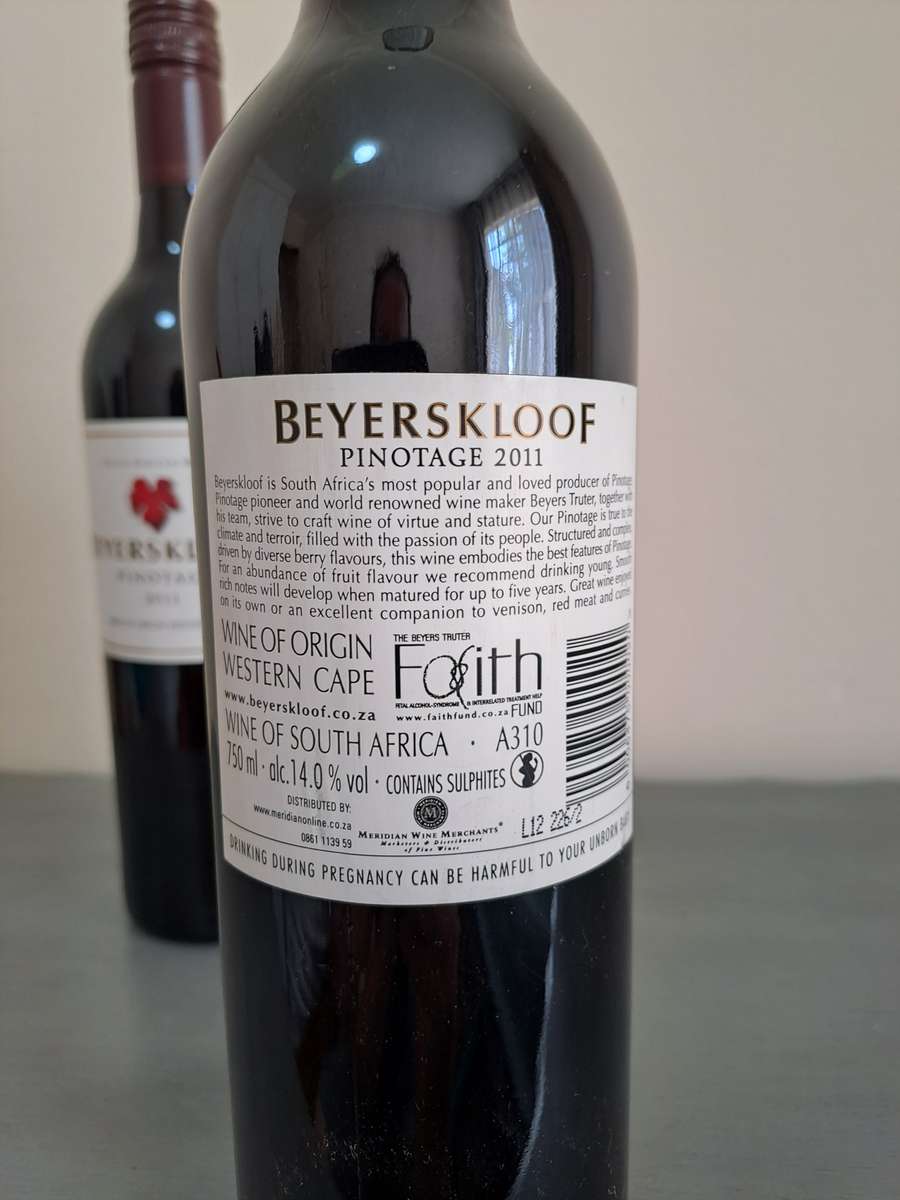 BEYERSKLOOF
PINOTAGE 2011
Beyerskloof is South Africa's most popular and loved producer of Pinotage.
Pinotage pioneer and world renowned wine maker Beyers Truter, together with
his team, strive to craft wine of virtue and stature. Our Pinotage is true to the
climate and terroir, filled with the passion of its people. Structured and complex,
driven by diverse berry flavours, this wine embodies the best features of Pinotage.
For an abundance of fruit flavour we recommend drinking young. Smooth
rich notes will develop when matured for up to five years. Great wine enjoyed
on its own or an excellent companion to venison, red meat and curries.
WINE OF ORIGIN
WESTERN CAPE
www.beyerskloof.co.za
THE BEYERS TRUTER
Faith
FETAL ALCOHOL-SYNDROME IS INTERRELATED TREATMENT HELP
www.faithfund.co.za FUND
WINE OF SOUTH AFRICA · A310
750 ml · alc.14.0 % vol · CONTAINS SULPHITES
DISTRIBUTED BY:
www.meridianonline.co.za
0861 1139 59
M
MERIDIAN WINE MERCHANTS
Marketers & Distributors
of Fine Wines
L12 226/2
DRINKING DURING PREGNANCY CAN BE HARMFUL TO YOUR UNBORN BABY
PINOTAGE
2011